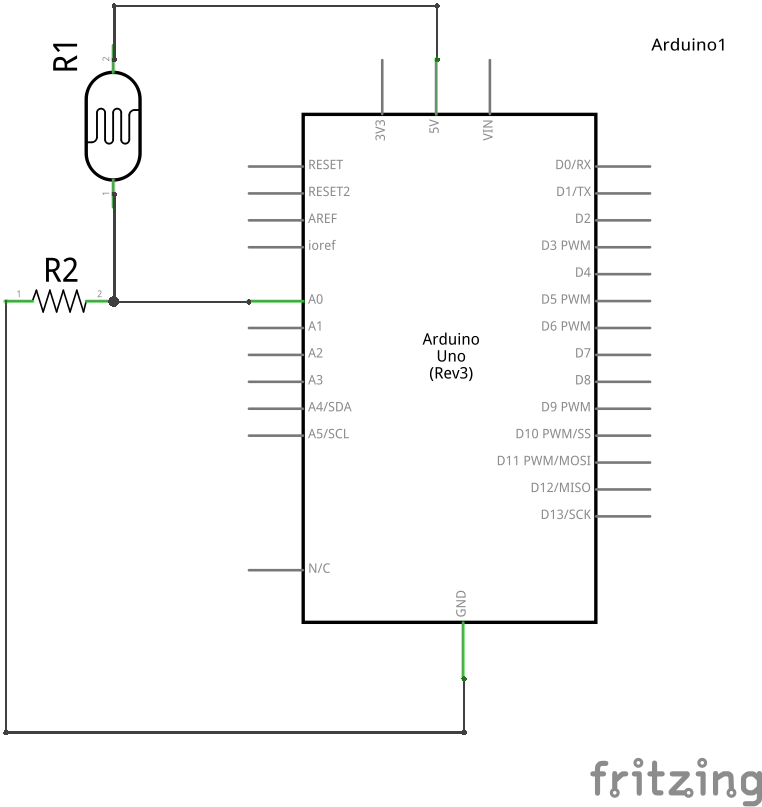 R1
2
1
R2
1
2
Arduino1
3V3
5V
VIN
RESET
RESET2
AREF
ioref
A0
A1
A2
A3
A4/SDA
A5/SCL
N/C
Arduino
Uno
(Rev3)
D0/RX
D1/TX
D2
D3 PWM
D4
D5 PWM
D6 PWM
D7
D8
D9 PWM
D10 PWM/SS
D11 PWM/MOSI
D12/MISO
D13/SCK
GND
fritzing